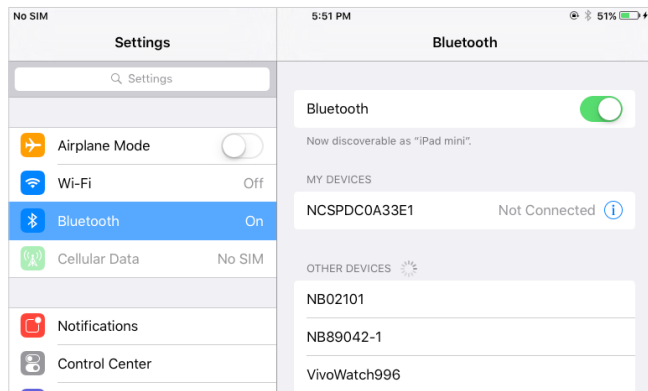 No SIM
5:51 PM
51%
Settings
Bluetooth
Settings
Bluetooth
Now discoverable as “iPad mini”.
Airplane Mode
Wi-Fi Off
Bluetooth On
Cellular Data No SIM
Notifications
Control Center
MY DEVICES
NCSPDC0A33E1 Not Connected
OTHER DEVICES
NB02101
NB89042-1
VivoWatch996